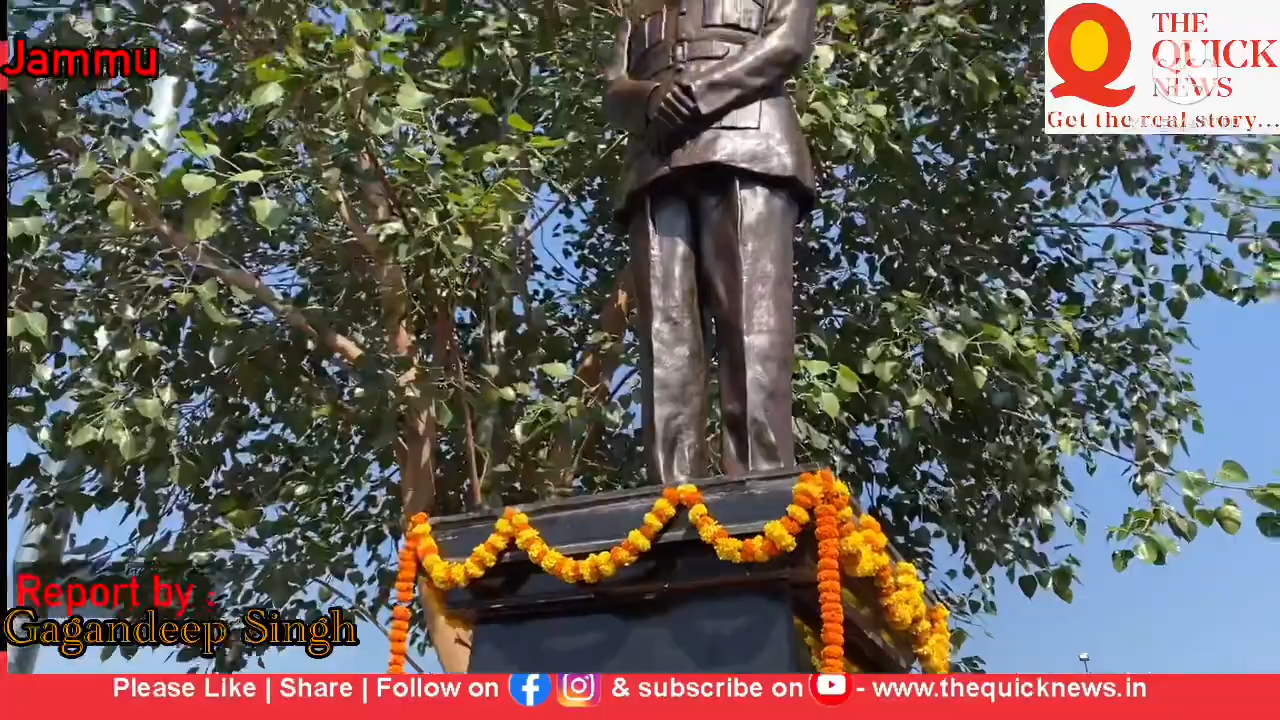 Jammu
THE
QUICK
NEWS
Get the real story...
Report by :
Gagandeep Singh
Please Like | Share | Follow on & subscribe on - www.thequicknews.in